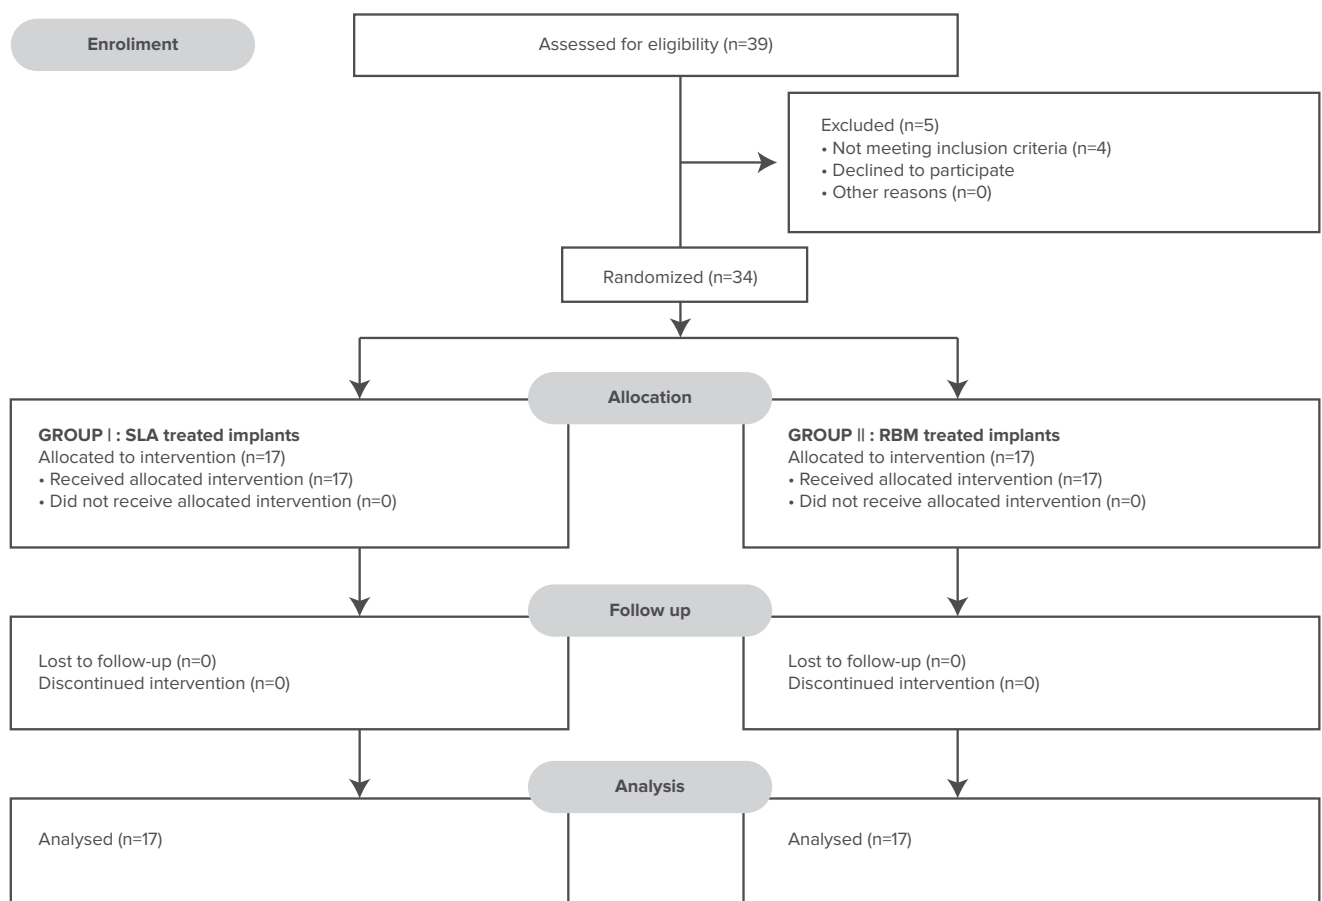 Enroliment
Assessed for eligibility (n=39)
Excluded (n=5)
• Not meeting inclusion criteria (n=4)
• Declined to participate
• Other reasons (n=0)
Randomized (n=34)
Allocation
GROUP I : SLA treated implants
Allocated to intervention (n=17)
• Received allocated intervention (n=17)
• Did not receive allocated intervention (n=0)
GROUP II : RBM treated implants
Allocated to intervention (n=17)
• Received allocated intervention (n=17)
• Did not receive allocated intervention (n=0)
Follow up
Lost to follow-up (n=0)
Discontinued intervention (n=0)
Lost to follow-up (n=0)
Discontinued intervention (n=0)
Analysis
Analysed (n=17)
Analysed (n=17)